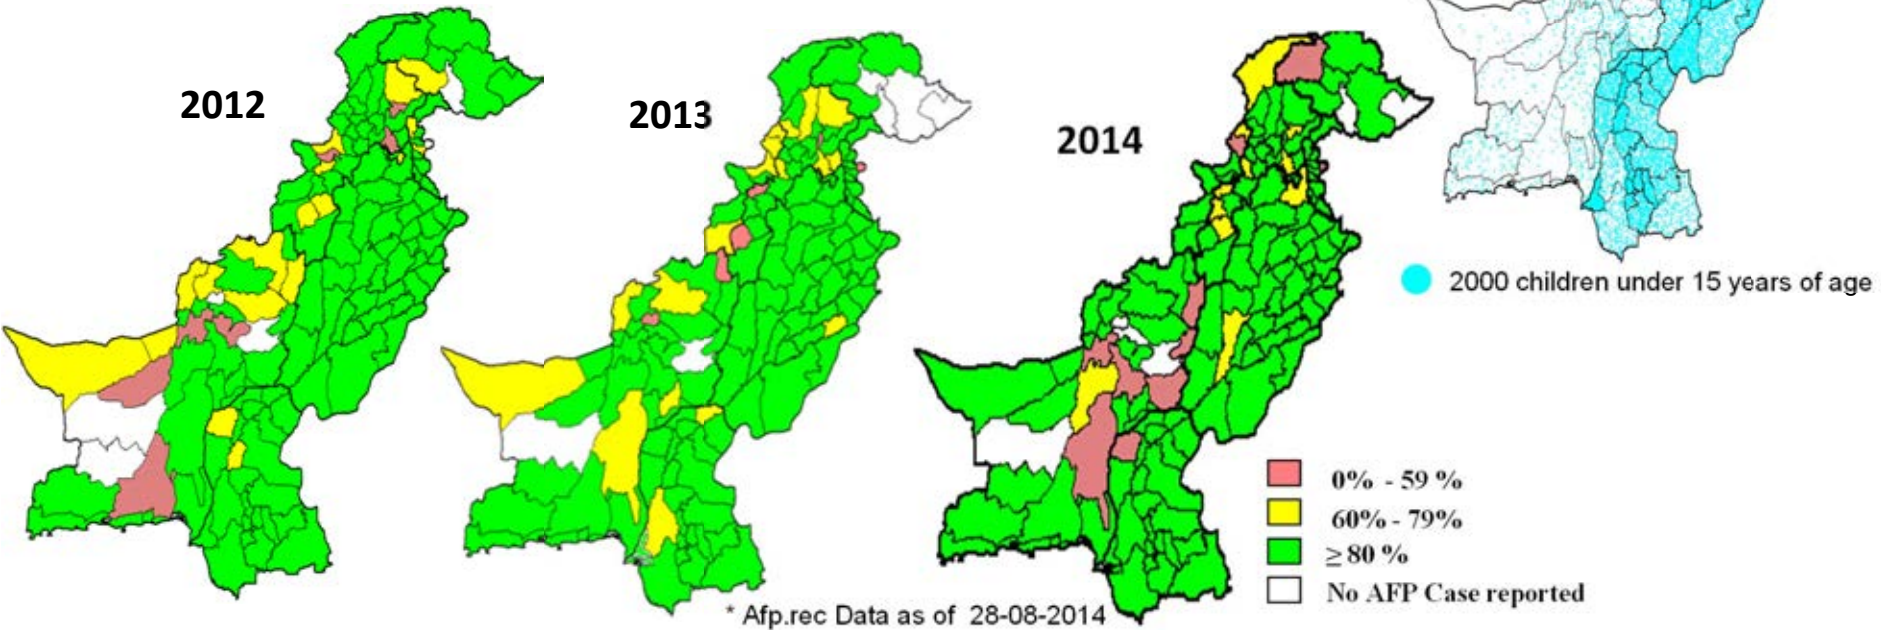 2012
2013
2014
2000 children under 15 years of age
0% - 59 %
60% - 79%
≥ 80 %
No AFP Case reported
* Afp.rec Data as of 28-08-2014